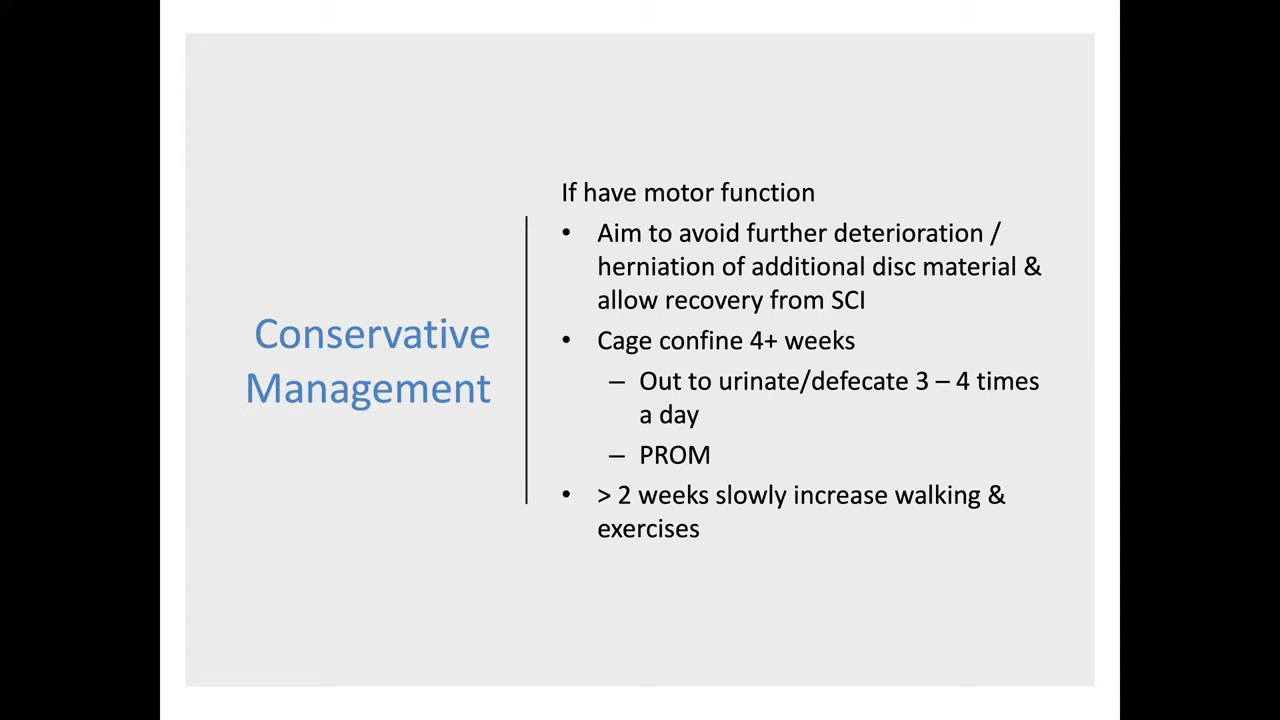 Conservative
Management
If have motor function
• Aim to avoid further deterioration /
herniation of additional disc material &
allow recovery from SCI
• Cage confine 4+ weeks
– Out to urinate/defecate 3 – 4 times
a day
– PROM
• > 2 weeks slowly increase walking &
exercises